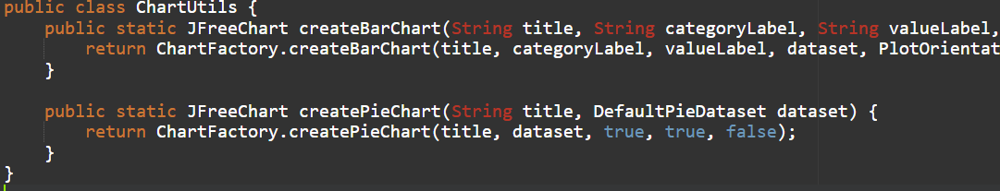 public class ChartUtils {
    public static JFreeChart createBarChart(String title, String categoryLabel, String valueLabel,
        return ChartFactory.createBarChart(title, categoryLabel, valueLabel, dataset, PlotOrientat
    }
    public static JFreeChart createPieChart(String title, DefaultPieDataset dataset) {
        return ChartFactory.createPieChart(title, dataset, true, true, false);
    }
}